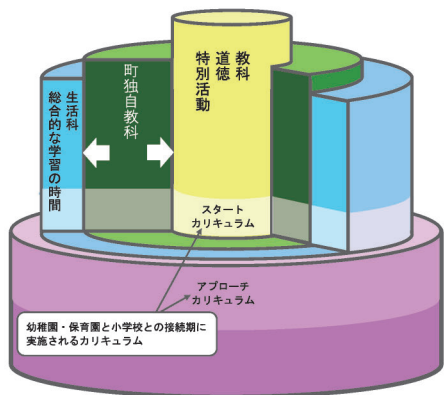 教科
道徳
特別活動
町独自教科
生活科
総合的な学習の時間
スタート
カリキュラム
アプローチ
カリキュラム
幼稚園・保育園と小学校との接続期に
実施されるカリキュラム